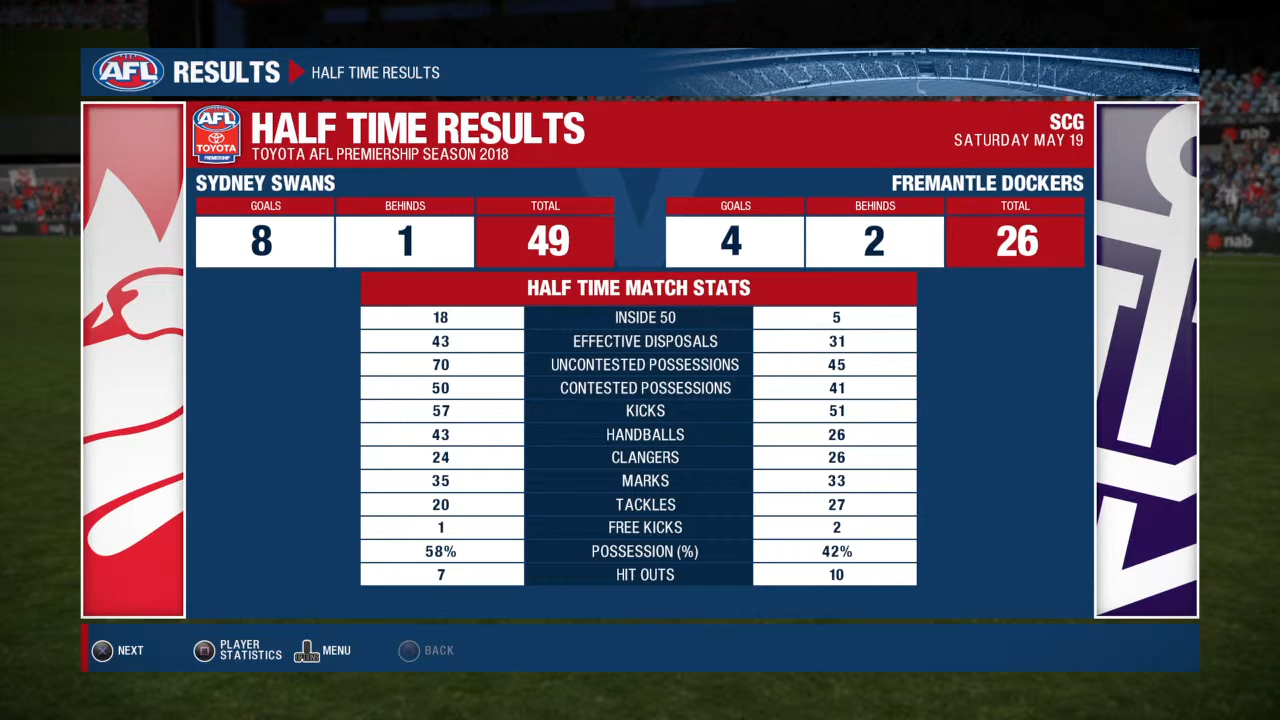 AFL RESULTS HALF TIME RESULTS
AFL TOYOTA PREMIERSHIP
HALF TIME RESULTS
TOYOTA AFL PREMIERSHIP SEASON 2018
SCG
SATURDAY MAY 19
SYDNEY SWANS
FREMANTLE DOCKERS
GOALS BEHINDS TOTAL GOALS BEHINDS TOTAL
8 1 49 4 2 26
HALF TIME MATCH STATS
18 INSIDE 50 5
43 EFFECTIVE DISPOSALS 31
70 UNCONTESTED POSSESSIONS 45
50 CONTESTED POSSESSIONS 41
57 KICKS 51
43 HANDBALLS 26
24 CLANGERS 26
35 MARKS 33
20 TACKLES 27
1 FREE KICKS 2
58% POSSESSION (%) 42%
7 HIT OUTS 10
NEXT
PLAYER
STATISTICS
OPTIONS
MENU
BACK
nab
nab
nab